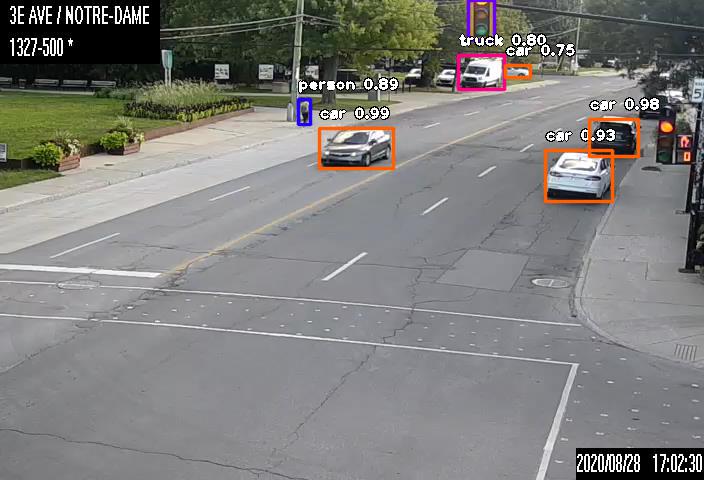 3E AVE / NOTRE-DAME
1327-500 *
truck 0.80
car 0.75
person 0.89
car 0.98
car 0.99
car 0.93
2020/08/28 17:02:30